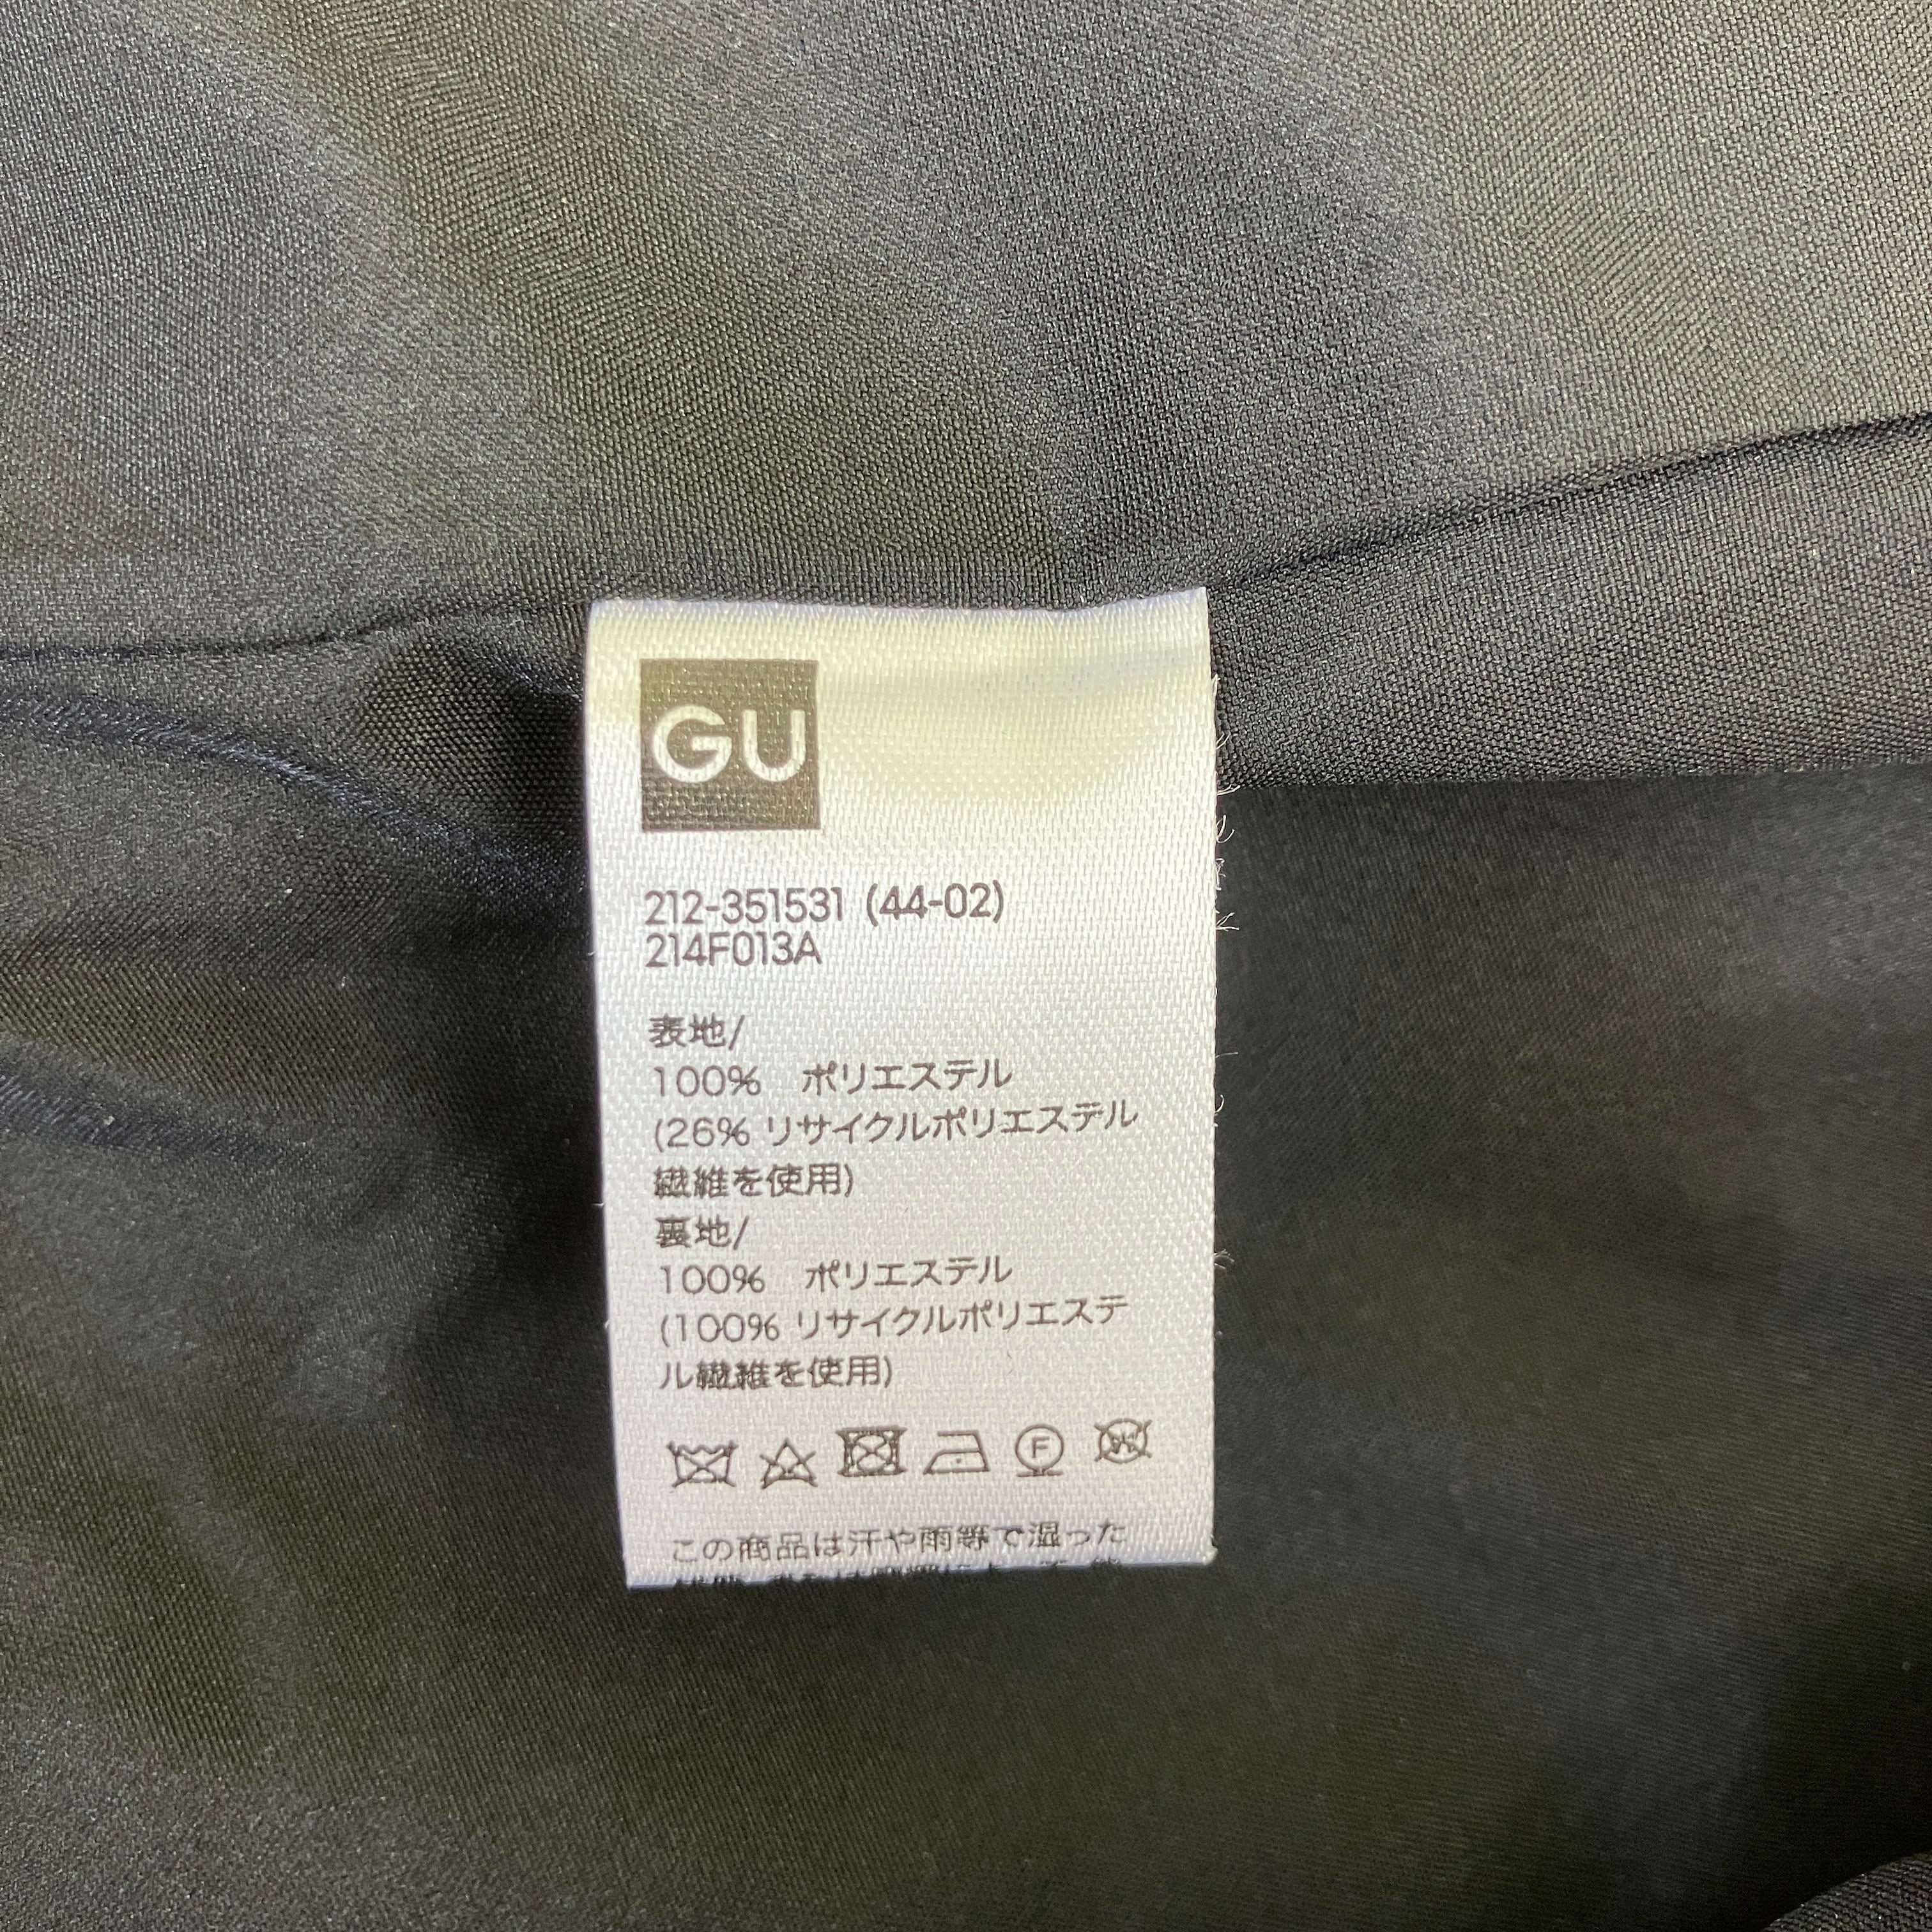 GU
212-351531 (44-02)
214F013A
表地/
100% ポリエステル
(26% リサイクルポリエステル
繊維を使用)
裏地/
100% ポリエステル
(100% リサイクルポリエステ
ル繊維を使用)
F
W
この商品は汗や雨等で湿った